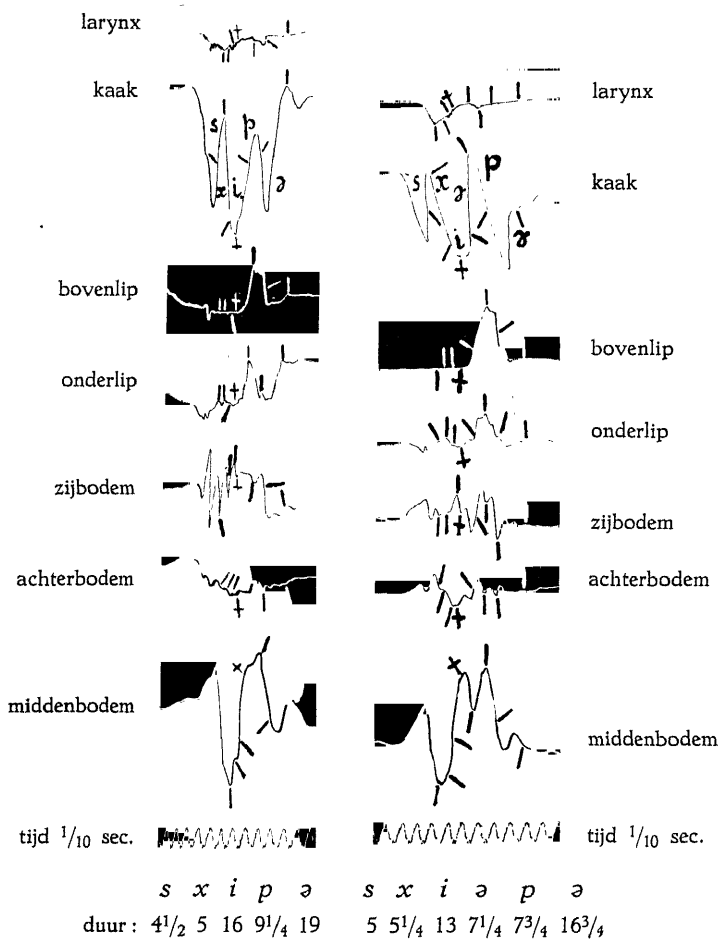 larynx
larynx
kaak
s p
x i ə
s x ə p
i ə
kaak
bovenlip
bovenlip
onderlip
onderlip
zijbodem
zijbodem
achterbodem
achterbodem
middenbodem
middenbodem
tijd 1/10 sec.
tijd 1/10 sec.
s x i p ə s x i ə p ə
duur : 4 1/2 5 16 9 1/4 19 5 5 1/4 13 7 1/4 7 3/4 16 3/4